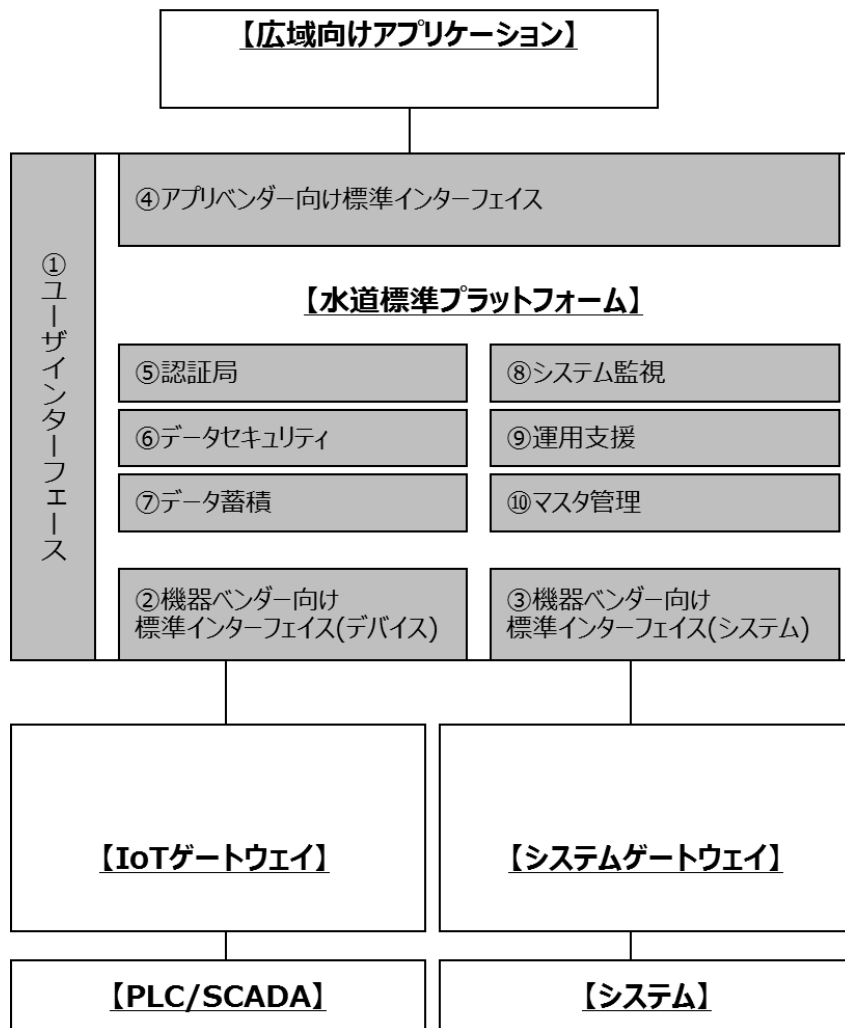 【広域向けアプリケーション】
④アプリベンダー向け標準インターフェイス
①ユーザインターフェース
【水道標準プラットフォーム】
⑤認証局
⑧システム監視
⑥データセキュリティ
⑨運用支援
⑦データ蓄積
⑩マスタ管理
②機器ベンダー向け
標準インターフェイス(デバイス)
③機器ベンダー向け
標準インターフェイス(システム)
【IoTゲートウェイ】
【システムゲートウェイ】
【PLC/SCADA】
【システム】